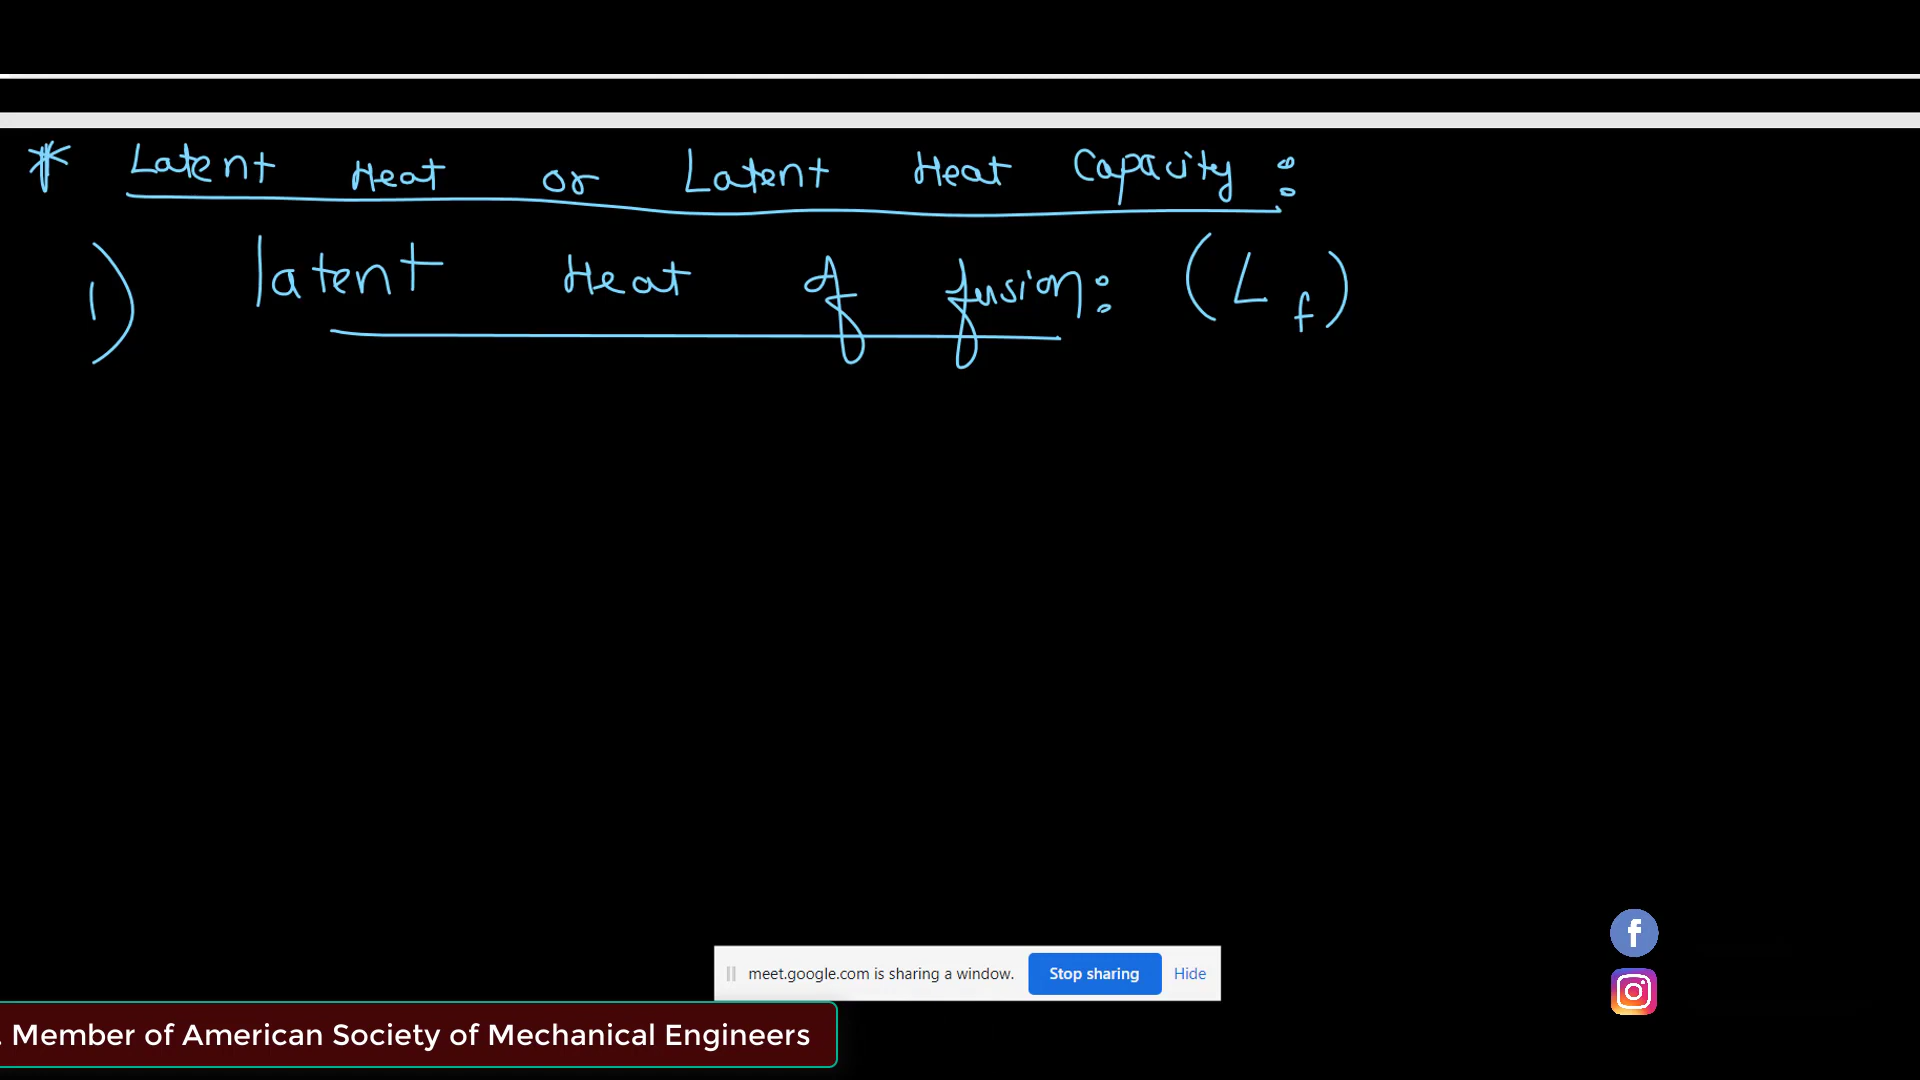 * Latent Heat or Latent Heat Capacity:
1) latent Heat of fusion: (Lf)
meet.google.com is sharing a window. Stop sharing Hide
. Member of American Society of Mechanical Engineers